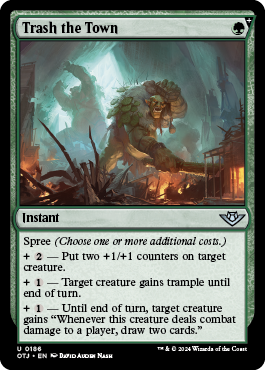 Trash the Town
Instant
Spree (Choose one or more additional costs.)
+ 2 — Put two +1/+1 counters on target
creature.
+ 1 — Target creature gains trample until
end of turn.
+ 1 — Until end of turn, target creature
gains “Whenever this creature deals combat
damage to a player, draw two cards.”
U 0186
OTJ • EN DAVID AUDEN NASH
™ & © 2024 Wizards of the Coast